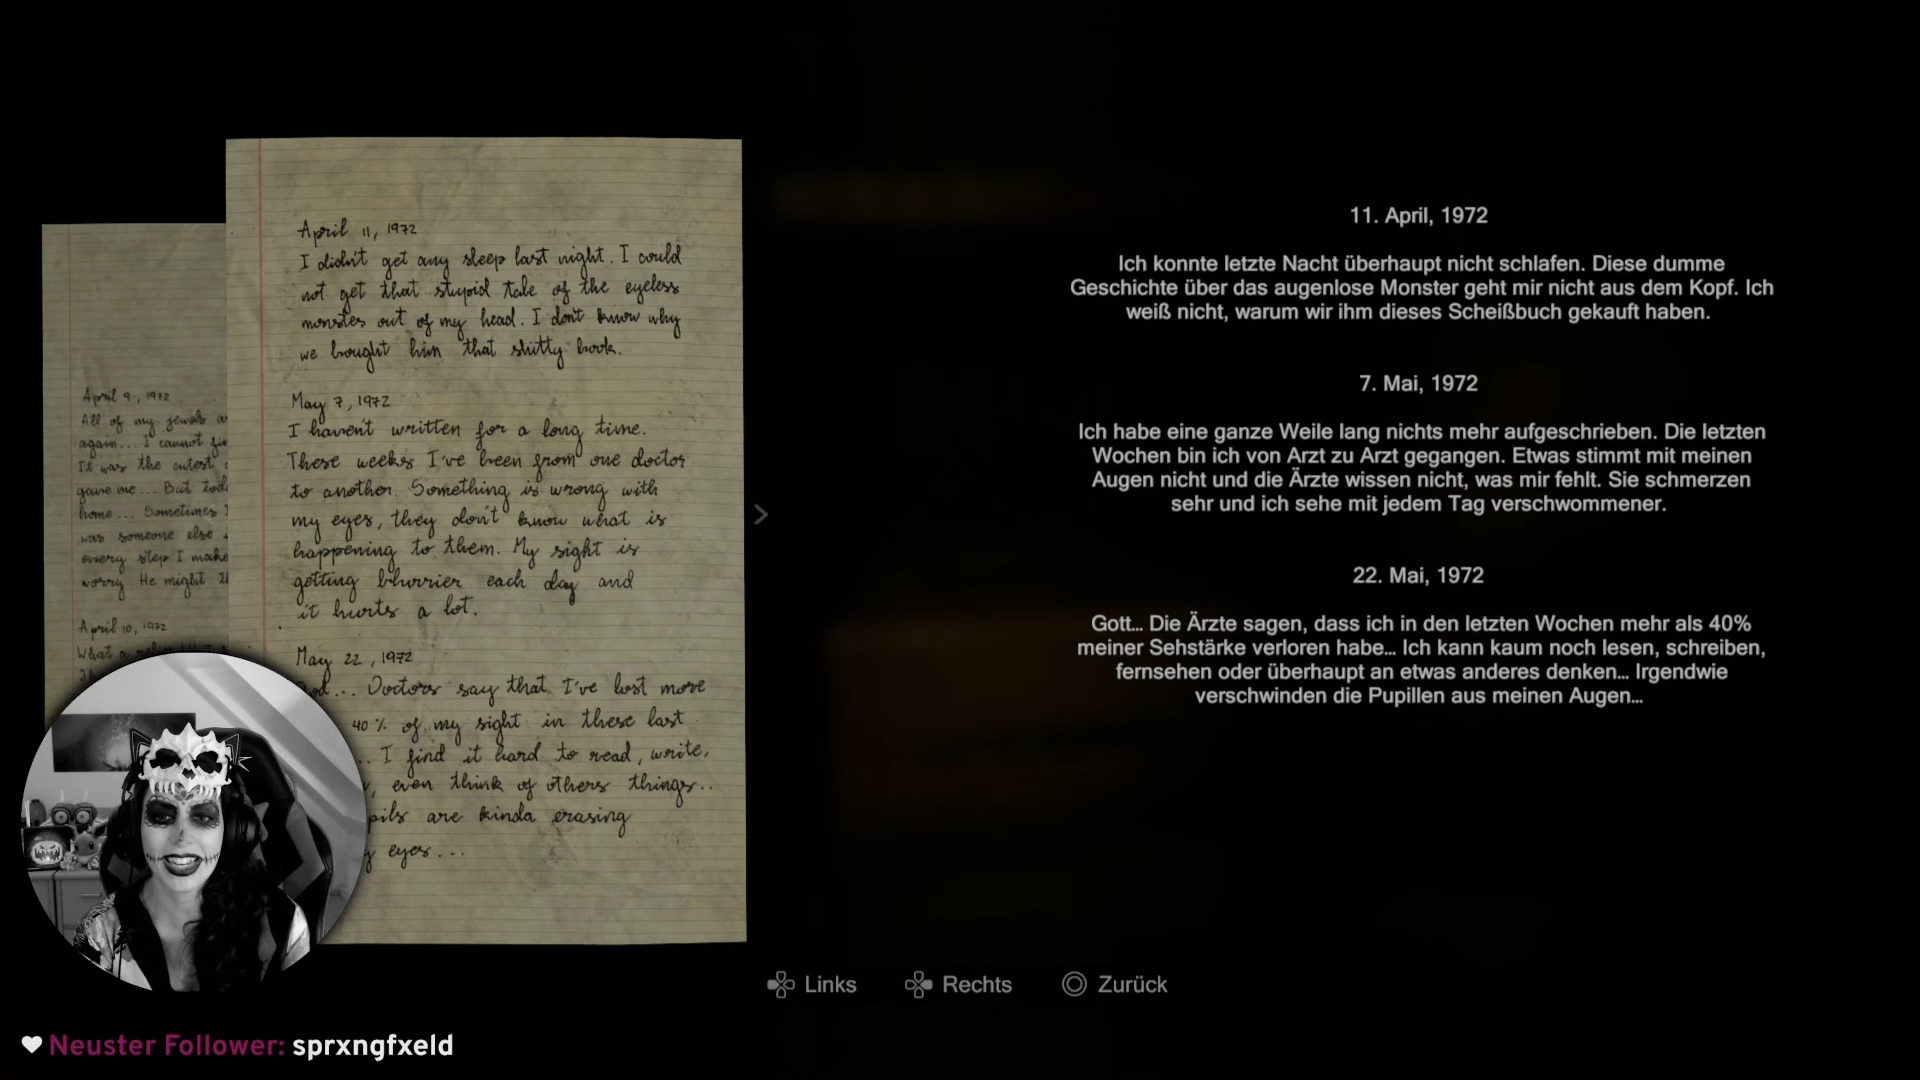 April 9, 1972
All of my jewels
again... I cannot
It was the cutest
gave me... But
home... Sometimes I
was someone else
every step I make
worry. He might
April 10, 1972
What a
April 11, 1972
I didn't get any sleep last night. I could
not get that stupid tale of the eyeless
monster out of my head. I don't know why
we bought him that shitty book.
May 7, 1972
I haven't written for a long time.
These weeks I've been from one doctor
to another. Something is wrong with
my eyes, they don't know what is
happening to them. My sight is
getting blurrier each day and
it hurts a lot.
May 22, 1972
... Doctors say that I've lost more
40% of my sight in these last
.. I find it hard to read, write,
, even think of others things..
pils are kinda erasing
y eyes...
11. April, 1972
Ich konnte letzte Nacht überhaupt nicht schlafen. Diese dumme
Geschichte über das augenlose Monster geht mir nicht aus dem Kopf. Ich
weiß nicht, warum wir ihm dieses Scheißbuch gekauft haben.
7. Mai, 1972
Ich habe eine ganze Weile lang nichts mehr aufgeschrieben. Die letzten
Wochen bin ich von Arzt zu Arzt gegangen. Etwas stimmt mit meinen
Augen nicht und die Ärzte wissen nicht, was mir fehlt. Sie schmerzen
sehr und ich sehe mit jedem Tag verschwommener.
22. Mai, 1972
Gott... Die Ärzte sagen, dass ich in den letzten Wochen mehr als 40%
meiner Sehstärke verloren habe... Ich kann kaum noch lesen, schreiben,
fernsehen oder überhaupt an etwas anderes denken... Irgendwie
verschwinden die Pupillen aus meinen Augen...
Links Rechts Zurück
Neuster Follower: sprxngfxeld